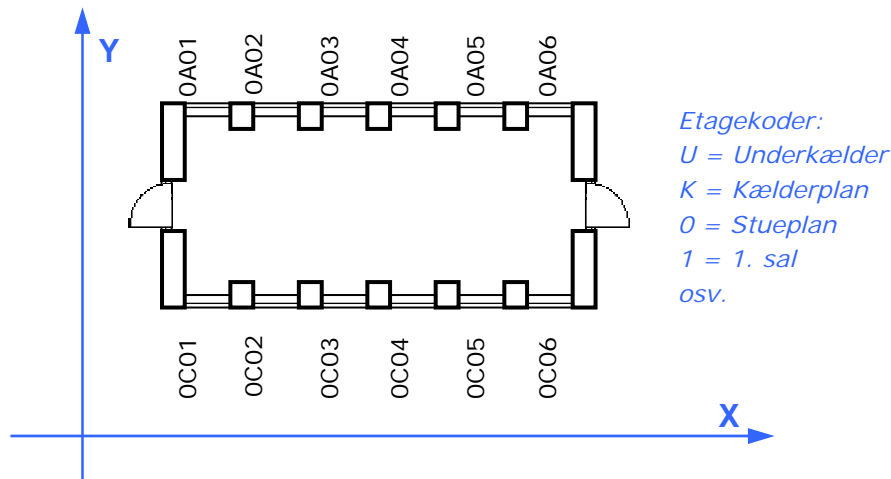 Y
0A01
0A02
0A03
0A04
0A05
0A06
Etagekoder:
U = Underkælder
K = Kælderplan
0 = Stueplan
1 = 1. sal
osv.
0C01
0C02
0C03
0C04
0C05
0C06
X